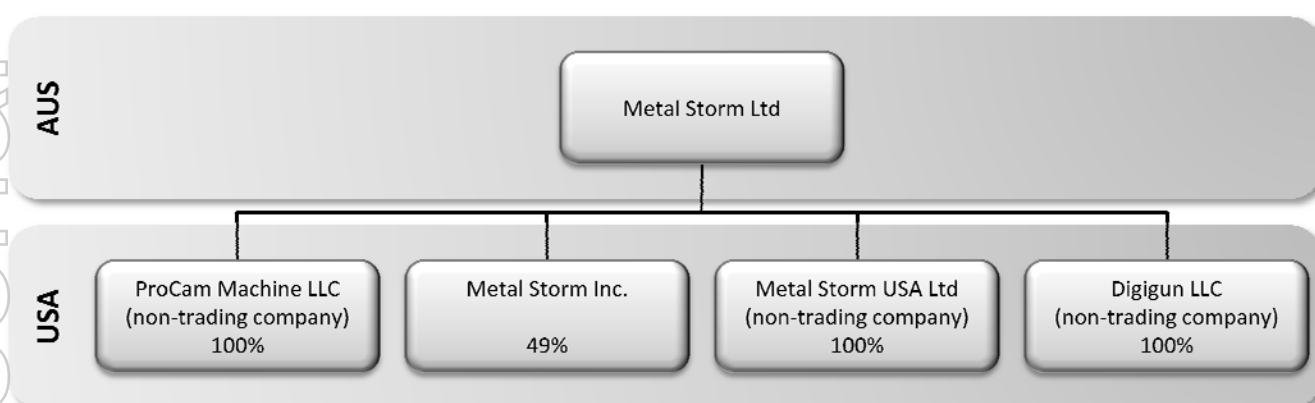 AUS
Metal Storm Ltd
USA
ProCam Machine LLC
(non-trading company)
100%
Metal Storm Inc.
49%
Metal Storm USA Ltd
(non-trading company)
100%
Digigun LLC
(non-trading company)
100%